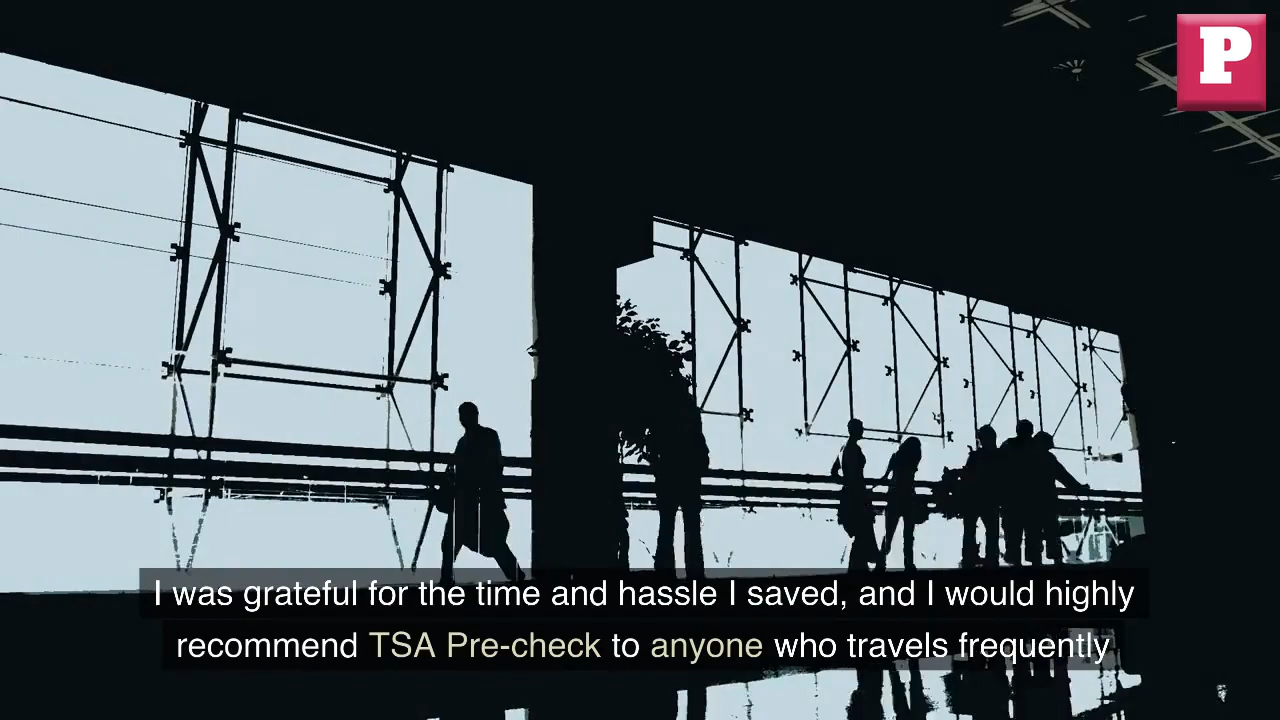 P
I was grateful for the time and hassle I saved, and I would highly
recommend TSA Pre-check to anyone who travels frequently